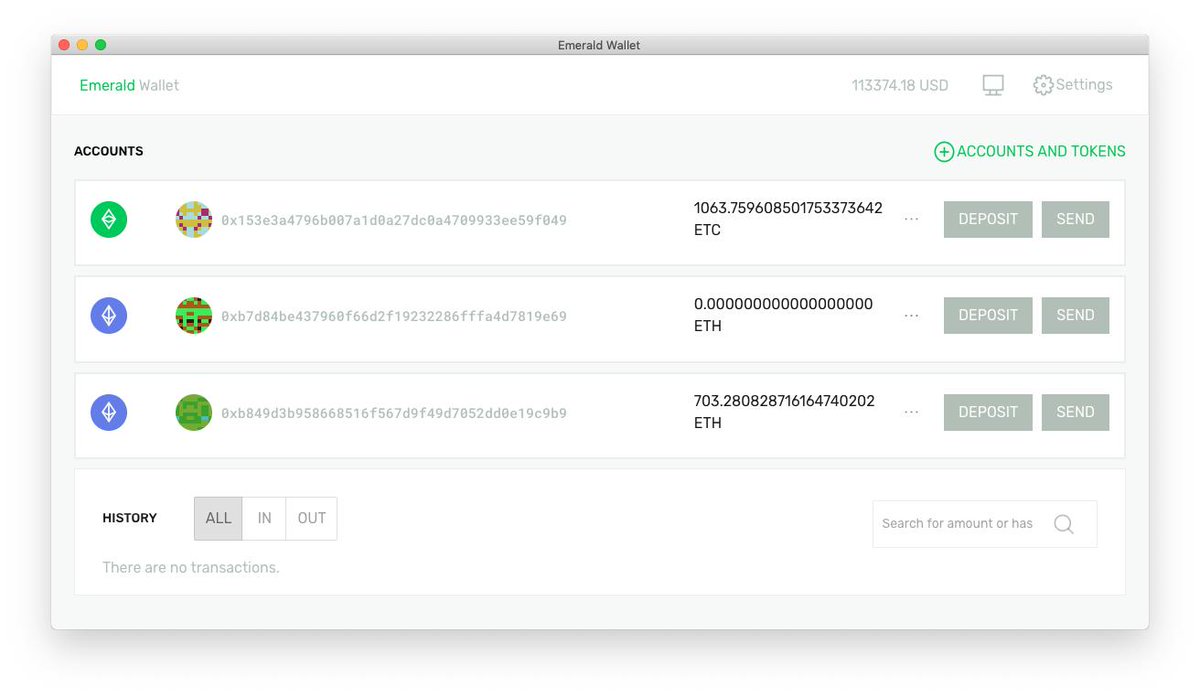 Emerald Wallet
Emerald Wallet
113374.18 USD
Settings
ACCOUNTS
ACCOUNTS AND TOKENS
0x153e3a4796b007a1d0a27dc0a4709933ee59f049
1063.759608501753373642
ETC
...
DEPOSIT
SEND
0xb7d84be437960f66d2f19232286fffa4d7819e69
0.000000000000000000
ETH
...
DEPOSIT
SEND
0xb849d3b958668516f567d9f49d7052dd0e19c9b9
703.280828716164740202
ETH
...
DEPOSIT
SEND
HISTORY
ALL
IN
OUT
Search for amount or has
There are no transactions.